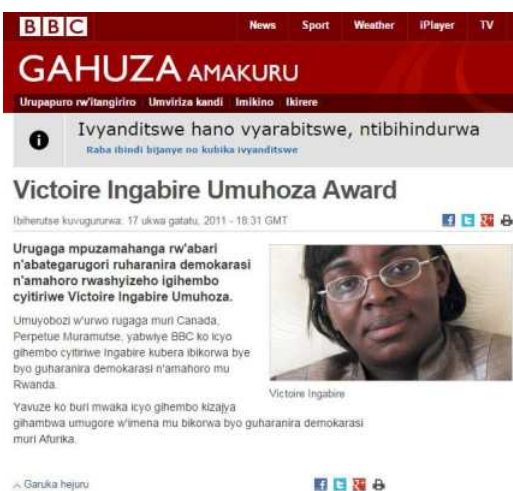 BBC
News Sport Weather iPlayer TV
GAHUZA AMAKURU
Urupapuro rw'itangiriro Umviriza kandi Imikino Ikirere
Ivyanditswe hano vyarabitswe, ntibihindurwa
Raba ibindi bijanye no kubika ivyanditswe
Victoire Ingabire Umuhoza Award
Ibiherutse kuvugururwa: 17 ukwa gatatu, 2011 - 18:31 GMT
Urugaga mpuzamahanga rw'abari
n'abategarugori ruharanira demokarasi
n'amahoro rwashyizeho igihembo
cyitiriwe Victoire Ingabire Umuhoza.
Umuyobozi w'urwo rugaga muri Canada,
Perpetue Muramutse, yabwiye BBC ko icyo
gihembo cyitiriwe Ingabire kubera ibikorwa bye
byo guharanira demokarasi n'amahoro mu
Rwanda.
Victoire Ingabire
Yavuze ko buri mwaka icyo gihembo kizajya
gihambwa umugore w'imena mu bikorwa byo guharanira demokarasi
muri Afurika.
Garuka hejuru